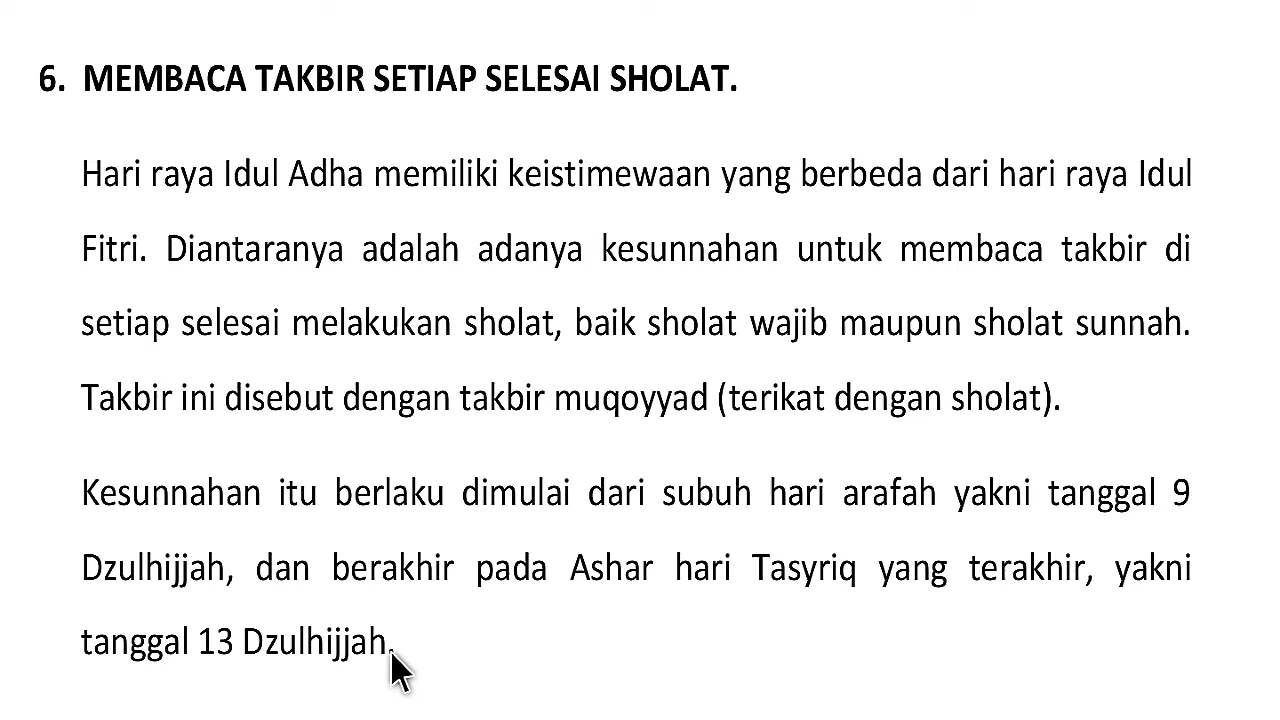 6. MEMBACA TAKBIR SETIAP SELESAI SHOLAT.
Hari raya Idul Adha memiliki keistimewaan yang berbeda dari hari raya Idul
Fitri. Diantaranya adalah adanya kesunnahan untuk membaca takbir di
setiap selesai melakukan sholat, baik sholat wajib maupun sholat sunnah.
Takbir ini disebut dengan takbir muqoyyad (terikat dengan sholat).
Kesunnahan itu berlaku dimulai dari subuh hari arafah yakni tanggal 9
Dzulhijjah, dan berakhir pada Ashar hari Tasyriq yang terakhir, yakni
tanggal 13 Dzulhijjah.